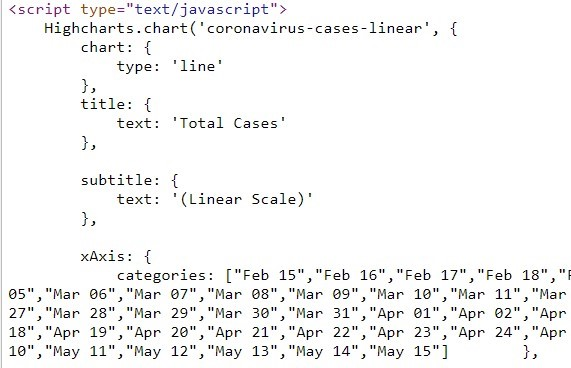 <script type="text/javascript">
Highcharts.chart('coronavirus-cases-linear', {
chart: {
type: 'line'
},
title: {
text: 'Total Cases'
},
subtitle: {
text: '(Linear Scale)'
},
xAxis: {
categories: ["Feb 15","Feb 16","Feb 17","Feb 18","F
05","Mar 06","Mar 07","Mar 08","Mar 09","Mar 10","Mar 11","Mar
27","Mar 28","Mar 29","Mar 30","Mar 31","Apr 01","Apr 02","Apr
18","Apr 19","Apr 20","Apr 21","Apr 22","Apr 23","Apr 24","Apr
10","May 11","May 12","May 13","May 14","May 15"] },